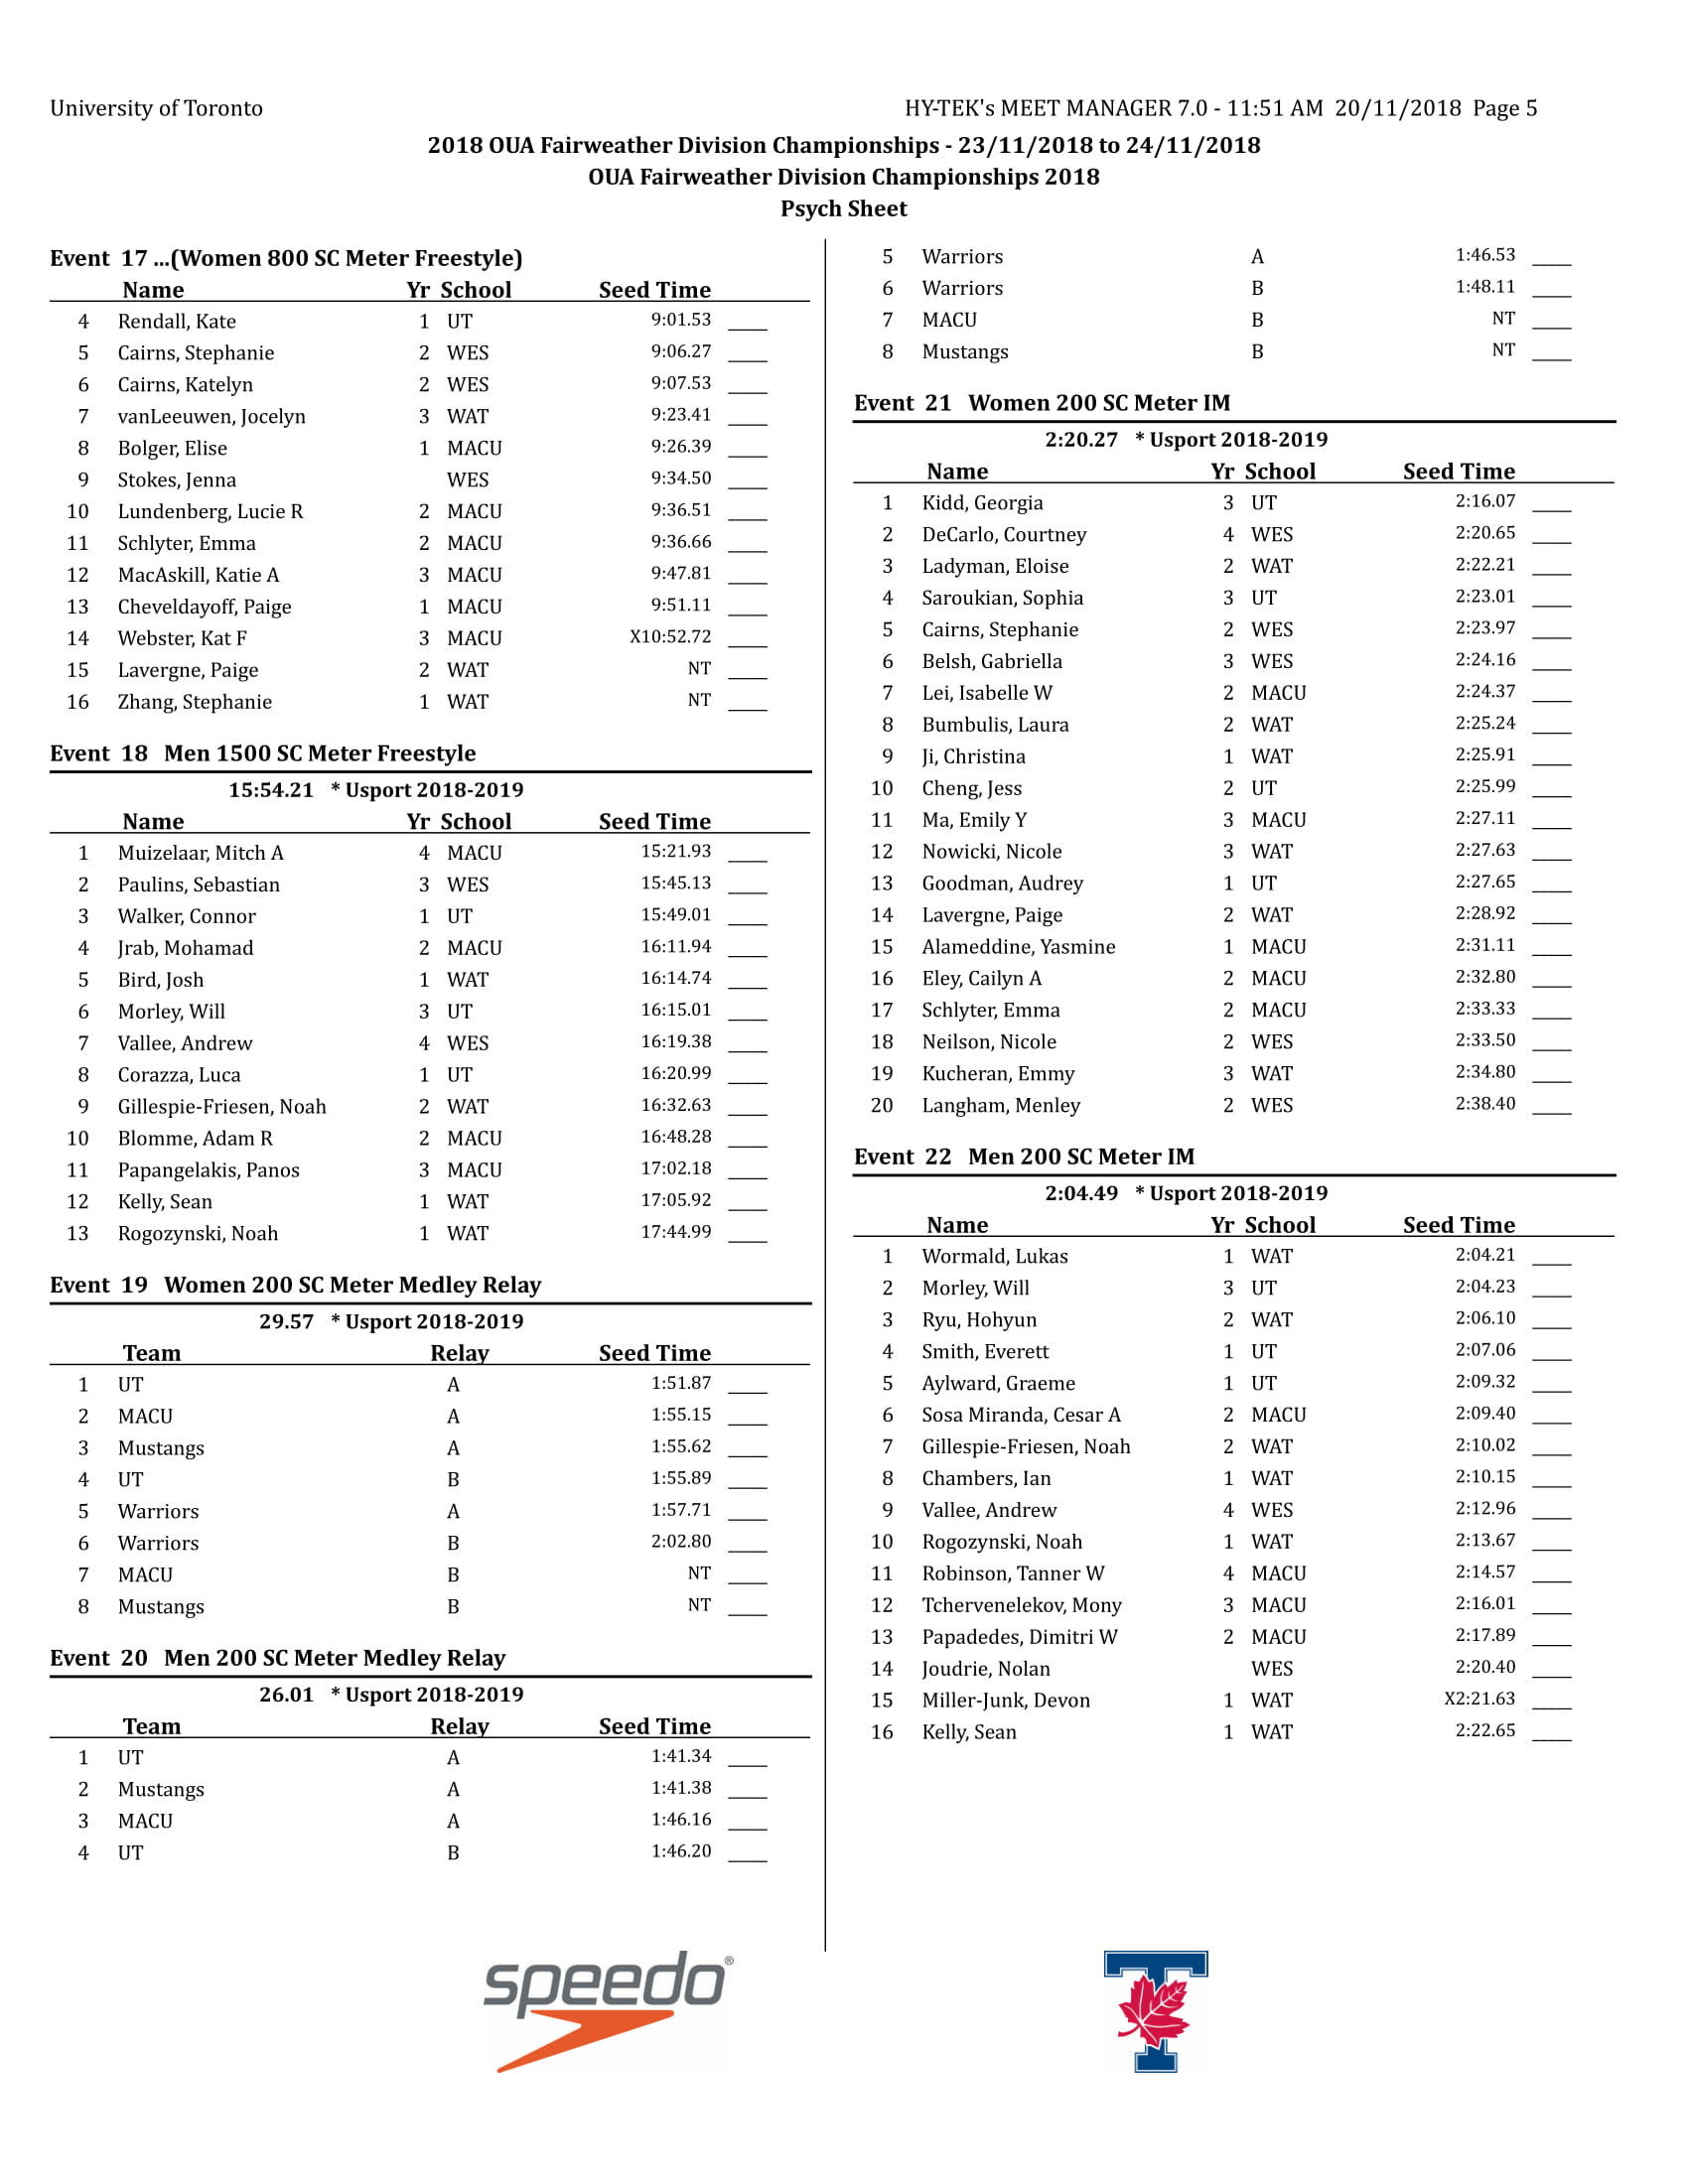 University of Toronto HY-TEK's MEET MANAGER 7.0 - 11:51 AM 20/11/2018 Page 5
2018 OUA Fairweather Division Championships - 23/11/2018 to 24/11/2018
OUA Fairweather Division Championships 2018
Psych Sheet
Event 17 ...(Women 800 SC Meter Freestyle)
Name Yr School Seed Time
4 Rendall, Kate 1 UT 9:01.53 ____
5 Cairns, Stephanie 2 WES 9:06.27 ____
6 Cairns, Katelyn 2 WES 9:07.53 ____
7 vanLeeuwen, Jocelyn 3 WAT 9:23.41 ____
8 Bolger, Elise 1 MACU 9:26.39 ____
9 Stokes, Jenna WES 9:34.50 ____
10 Lundenberg, Lucie R 2 MACU 9:36.51 ____
11 Schlyter, Emma 2 MACU 9:36.66 ____
12 MacAskill, Katie A 3 MACU 9:47.81 ____
13 Cheveldayoff, Paige 1 MACU 9:51.11 ____
14 Webster, Kat F 3 MACU X10:52.72 ____
15 Lavergne, Paige 2 WAT NT ____
16 Zhang, Stephanie 1 WAT NT ____
Event 18 Men 1500 SC Meter Freestyle
15:54.21 * Usport 2018-2019
Name Yr School Seed Time
1 Muizelaar, Mitch A 4 MACU 15:21.93 ____
2 Paulins, Sebastian 3 WES 15:45.13 ____
3 Walker, Connor 1 UT 15:49.01 ____
4 Jrab, Mohamad 2 MACU 16:11.94 ____
5 Bird, Josh 1 WAT 16:14.74 ____
6 Morley, Will 3 UT 16:15.01 ____
7 Vallee, Andrew 4 WES 16:19.38 ____
8 Corazza, Luca 1 UT 16:20.99 ____
9 Gillespie-Friesen, Noah 2 WAT 16:32.63 ____
10 Blomme, Adam R 2 MACU 16:48.28 ____
11 Papangelakis, Panos 3 MACU 17:02.18 ____
12 Kelly, Sean 1 WAT 17:05.92 ____
13 Rogozynski, Noah 1 WAT 17:44.99 ____
Event 19 Women 200 SC Meter Medley Relay
29.57 * Usport 2018-2019
Team Relay Seed Time
1 UT A 1:51.87 ____
2 MACU A 1:55.15 ____
3 Mustangs A 1:55.62 ____
4 UT B 1:55.89 ____
5 Warriors A 1:57.71 ____
6 Warriors B 2:02.80 ____
7 MACU B NT ____
8 Mustangs B NT ____
Event 20 Men 200 SC Meter Medley Relay
26.01 * Usport 2018-2019
Team Relay Seed Time
1 UT A 1:41.34 ____
2 Mustangs A 1:41.38 ____
3 MACU A 1:46.16 ____
4 UT B 1:46.20 ____
5 Warriors A 1:46.53 ____
6 Warriors B 1:48.11 ____
7 MACU B NT ____
8 Mustangs B NT ____
Event 21 Women 200 SC Meter IM
2:20.27 * Usport 2018-2019
Name Yr School Seed Time
1 Kidd, Georgia 3 UT 2:16.07 ____
2 DeCarlo, Courtney 4 WES 2:20.65 ____
3 Ladyman, Eloise 2 WAT 2:22.21 ____
4 Saroukian, Sophia 3 UT 2:23.01 ____
5 Cairns, Stephanie 2 WES 2:23.97 ____
6 Belsh, Gabriella 3 WES 2:24.16 ____
7 Lei, Isabelle W 2 MACU 2:24.37 ____
8 Bumbulis, Laura 2 WAT 2:25.24 ____
9 Ji, Christina 1 WAT 2:25.91 ____
10 Cheng, Jess 2 UT 2:25.99 ____
11 Ma, Emily Y 3 MACU 2:27.11 ____
12 Nowicki, Nicole 3 WAT 2:27.63 ____
13 Goodman, Audrey 1 UT 2:27.65 ____
14 Lavergne, Paige 2 WAT 2:28.92 ____
15 Alameddine, Yasmine 1 MACU 2:31.11 ____
16 Eley, Cailyn A 2 MACU 2:32.80 ____
17 Schlyter, Emma 2 MACU 2:33.33 ____
18 Neilson, Nicole 2 WES 2:33.50 ____
19 Kucheran, Emmy 3 WAT 2:34.80 ____
20 Langham, Menley 2 WES 2:38.40 ____
Event 22 Men 200 SC Meter IM
2:04.49 * Usport 2018-2019
Name Yr School Seed Time
1 Wormald, Lukas 1 WAT 2:04.21 ____
2 Morley, Will 3 UT 2:04.23 ____
3 Ryu, Hohyun 2 WAT 2:06.10 ____
4 Smith, Everett 1 UT 2:07.06 ____
5 Aylward, Graeme 1 UT 2:09.32 ____
6 Sosa Miranda, Cesar A 2 MACU 2:09.40 ____
7 Gillespie-Friesen, Noah 2 WAT 2:10.02 ____
8 Chambers, Ian 1 WAT 2:10.15 ____
9 Vallee, Andrew 4 WES 2:12.96 ____
10 Rogozynski, Noah 1 WAT 2:13.67 ____
11 Robinson, Tanner W 4 MACU 2:14.57 ____
12 Tchervenelekov, Mony 3 MACU 2:16.01 ____
13 Papadedes, Dimitri W 2 MACU 2:17.89 ____
14 Joudrie, Nolan WES 2:20.40 ____
15 Miller-Junk, Devon 1 WAT X2:21.63 ____
16 Kelly, Sean 1 WAT 2:22.65 ____
speedo®
T